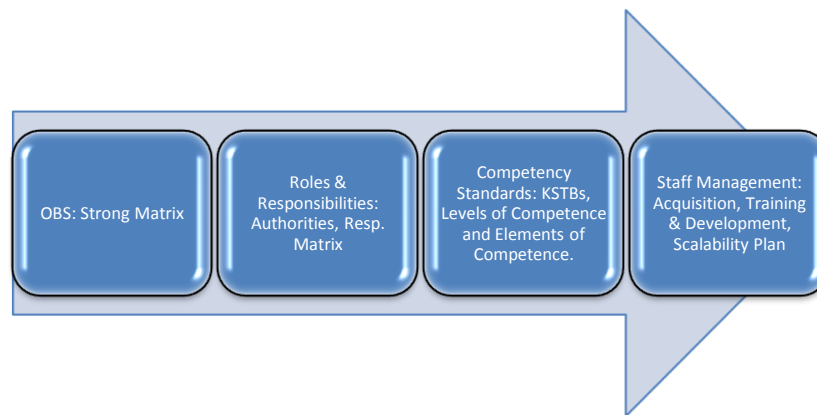 OBS: Strong Matrix
Roles &
Responsibilities:
Authorities, Resp.
Matrix
Competency
Standards: KSTBs,
Levels of Competence
and Elements of
Competence.
Staff Management:
Acquisition, Training
& Development,
Scalability Plan